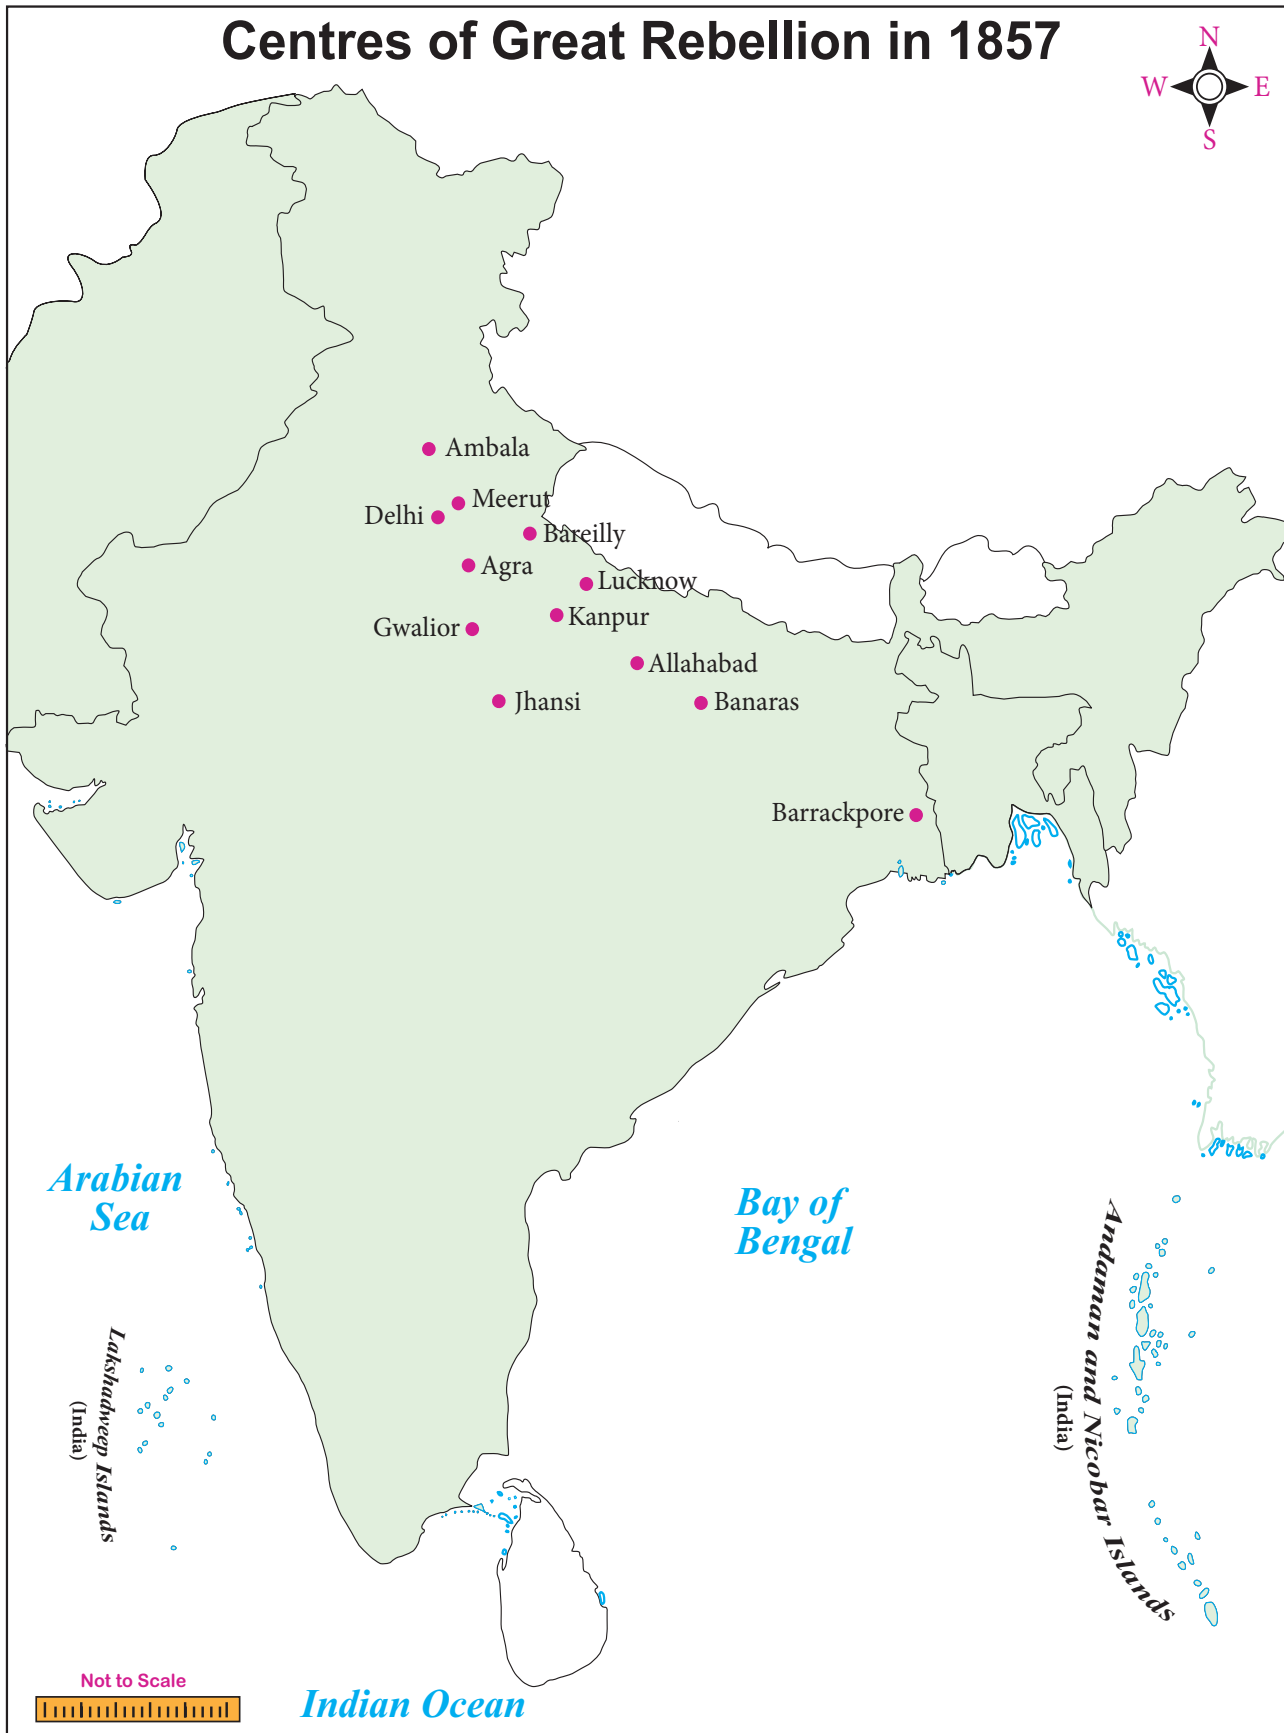 Centres of Great Rebellion in 1857
N
W
E
S
Ambala
Meerut
Delhi
Bareilly
Agra
Lucknow
Kanpur
Gwalior
Allahabad
Jhansi
Banaras
Barrackpore
Arabian
Sea
Bay of
Bengal
Andaman and Nicobar Islands
(India)
Lakshadweep Islands
(India)
Not to Scale
Indian Ocean